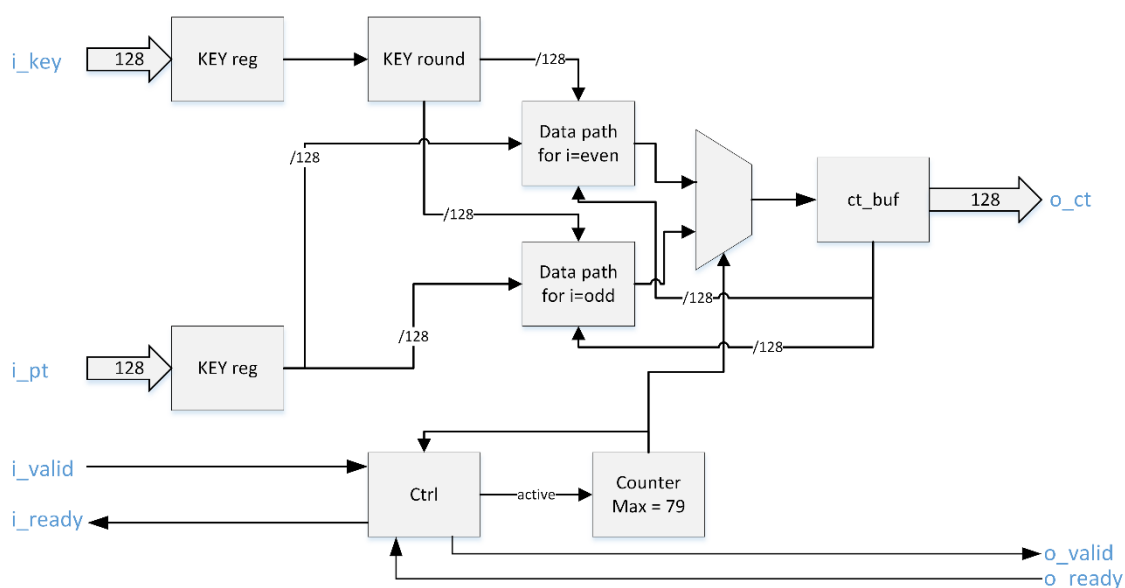 i_key
128
KEY reg
KEY round
/128
Data path
for i=even
/128
/128
ct_buf
128
o_ct
Data path
for i=odd
/128
/128
/128
i_pt
128
KEY reg
i_valid
Ctrl
active
Counter
Max = 79
i_ready
o_valid
o_ready